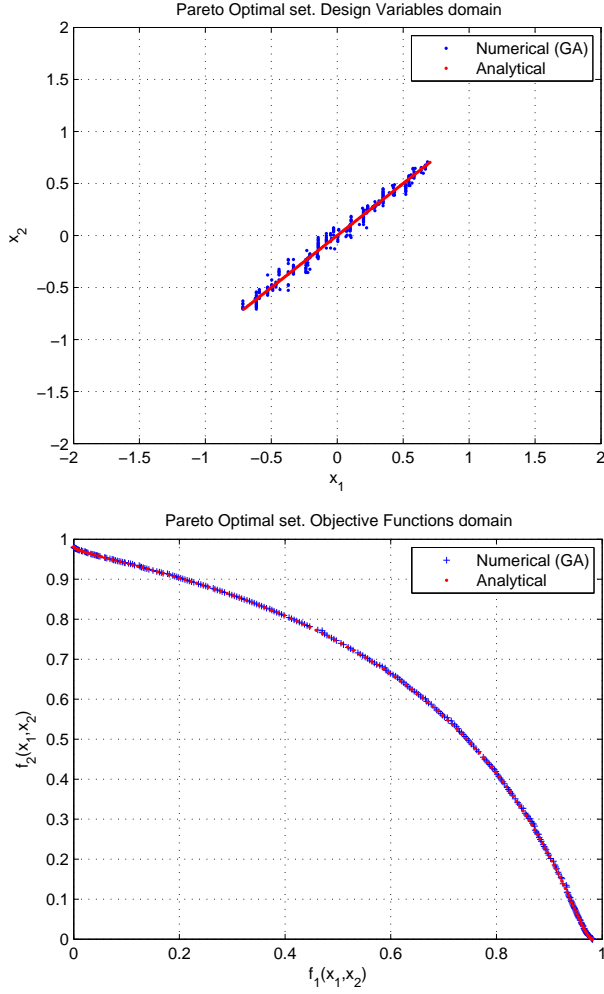 Pareto Optimal set. Design Variables domain
2
1.5
1
0.5
0
−0.5
−1
−1.5
−2
x2
Numerical (GA)
Analytical
−2 −1.5 −1 −0.5 0 0.5 1 1.5 2
x1
Pareto Optimal set. Objective Functions domain
1
0.9
0.8
0.7
0.6
0.5
0.4
0.3
0.2
0.1
0
f2(x1,x2)
Numerical (GA)
Analytical
0 0.2 0.4 0.6 0.8 1
f1(x1,x2)